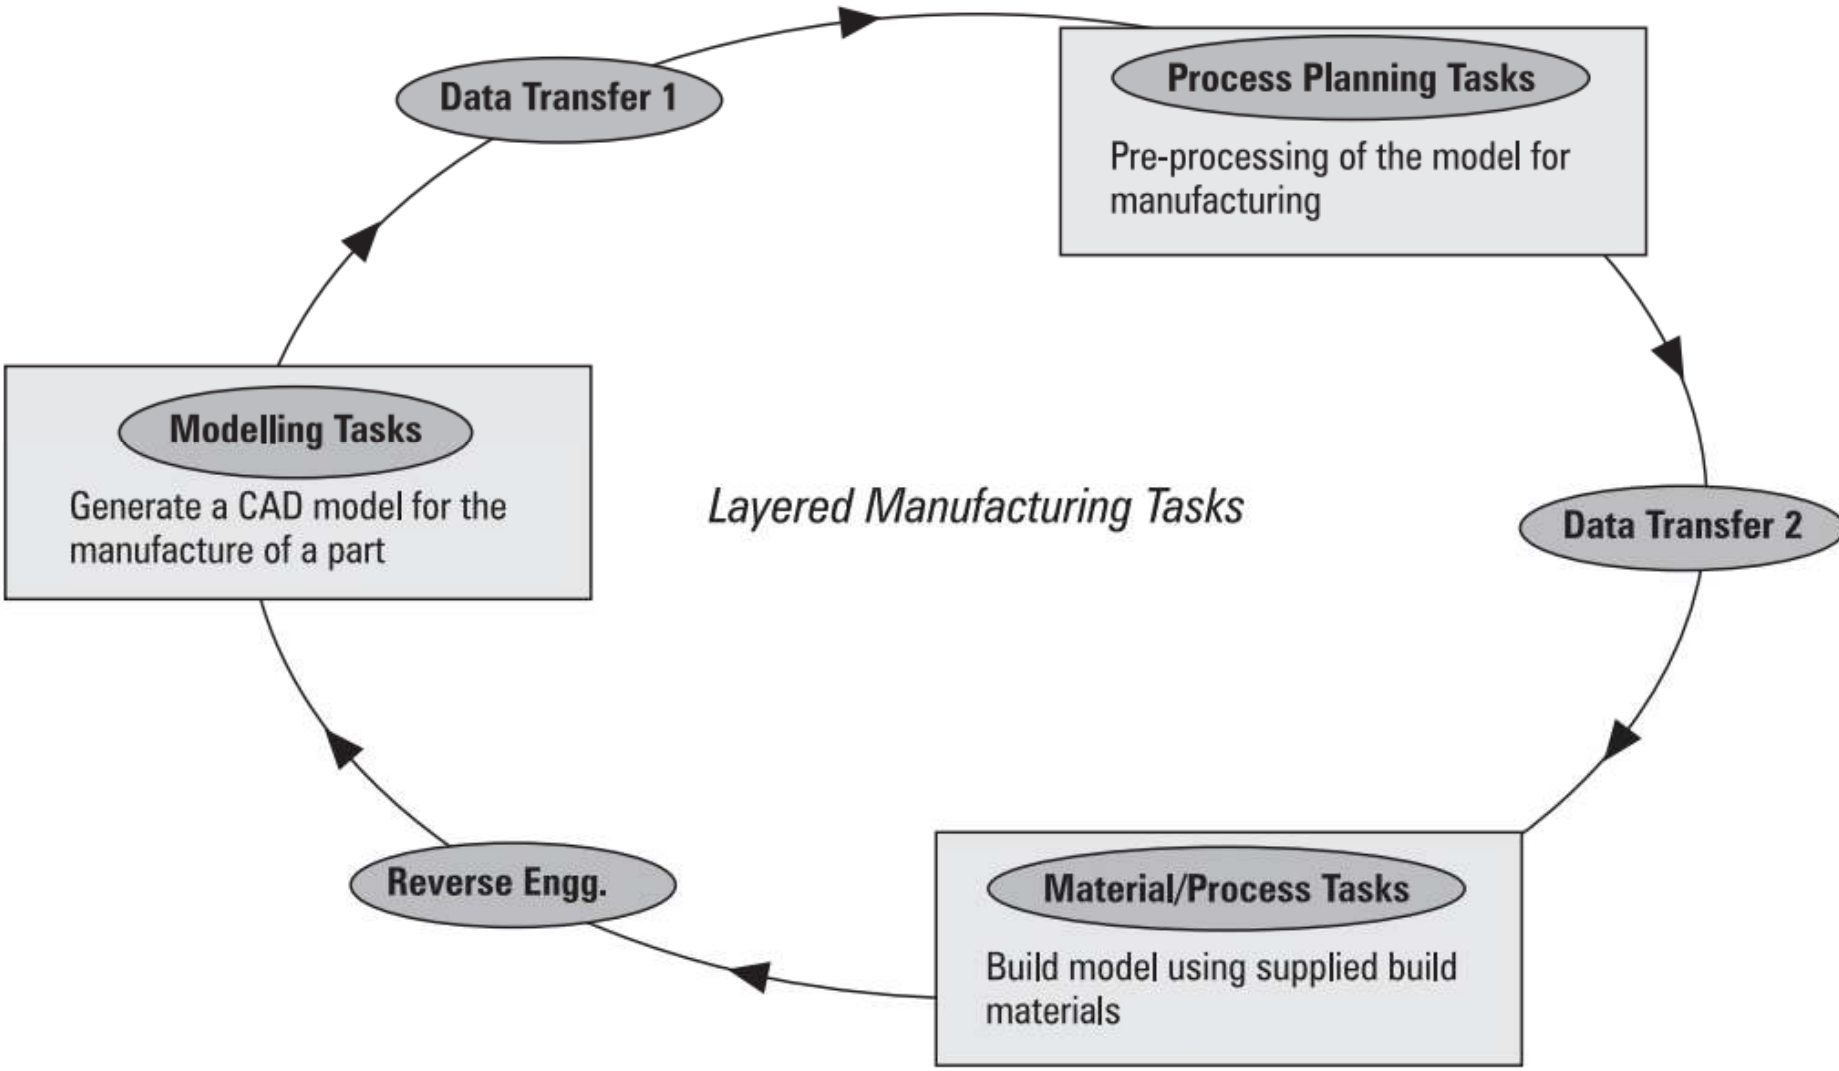 Data Transfer 1
Process Planning Tasks
Pre-processing of the model for
manufacturing
Modelling Tasks
Generate a CAD model for the
manufacture of a part
Layered Manufacturing Tasks
Data Transfer 2
Reverse Engg.
Material/Process Tasks
Build model using supplied build
materials